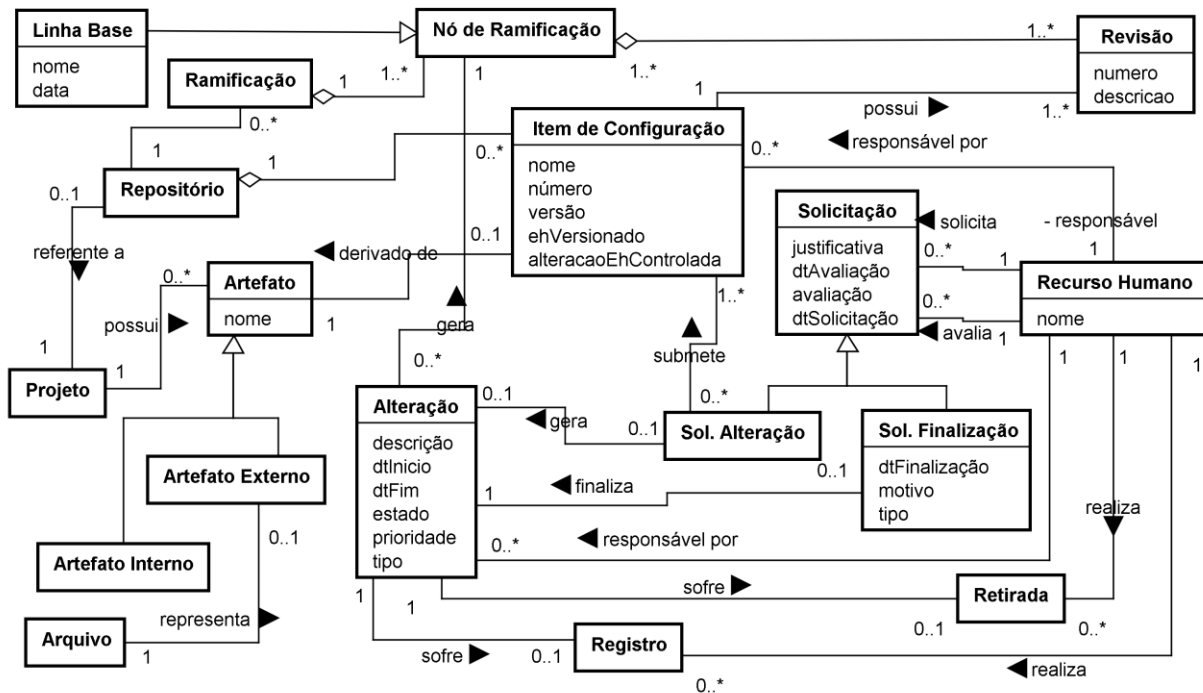 Linha Base
nome
data
Nó de Ramificação
1..*
1..*
Revisão
numero
descricao
Ramificação
1
1..*
1
1
possui
1..*
0..*
1
Item de Configuração
nome
número
versão
ehVersionado
alteracaoEhControlada
0..*
1
0..*
responsável por
Repositório
0..1
referente a
Solicitação
justificativa
dtAvaliação
avaliação
dtSolicitação
solicita
- responsável
0..*
1
1
0..*
avalia
1
Recurso Humano
nome
derivado de
0..1
0..*
Artefato
nome
1
possui
1
1
Projeto
gera
0..*
1..*
submete
0..*
1
1
1
Alteração
descrição
dtInicio
dtFim
estado
prioridade
tipo
0..1
gera
0..1
Sol. Alteração
Sol. Finalização
dtFinalização
motivo
tipo
0..1
1
finaliza
0..*
responsável por
realiza
Artefato Externo
0..1
Artefato Interno
Arquivo
1
representa
1
1
sofre
0..1
Retirada
0..*
sofre
0..1
Registro
0..*
realiza